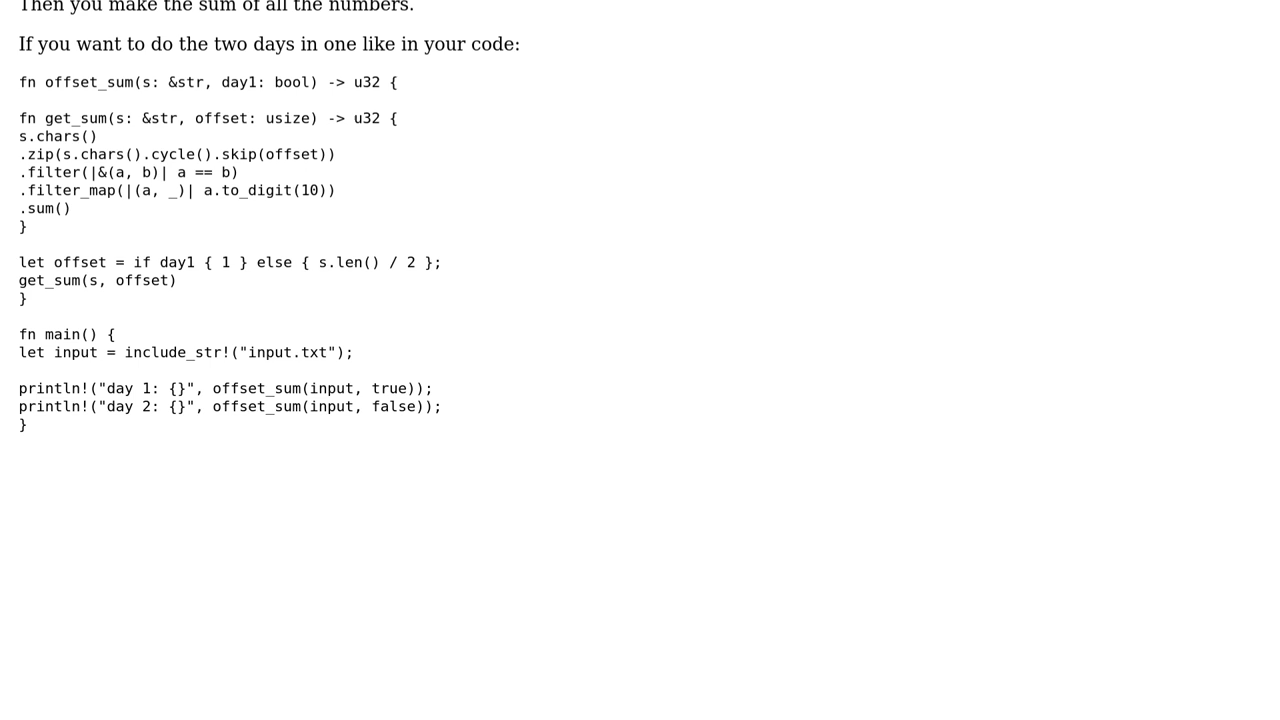 Then you make the sum of all the numbers.
If you want to do the two days in one like in your code:
fn offset_sum(s: &str, day1: bool) -> u32 {
fn get_sum(s: &str, offset: usize) -> u32 {
s.chars()
.zip(s.chars().cycle().skip(offset))
.filter(|&(a, b)| a == b)
.filter_map(|(a, _)| a.to_digit(10))
.sum()
}
let offset = if day1 { 1 } else { s.len() / 2 };
get_sum(s, offset)
}
fn main() {
let input = include_str!("input.txt");
println!("day 1: {}", offset_sum(input, true));
println!("day 2: {}", offset_sum(input, false));
}